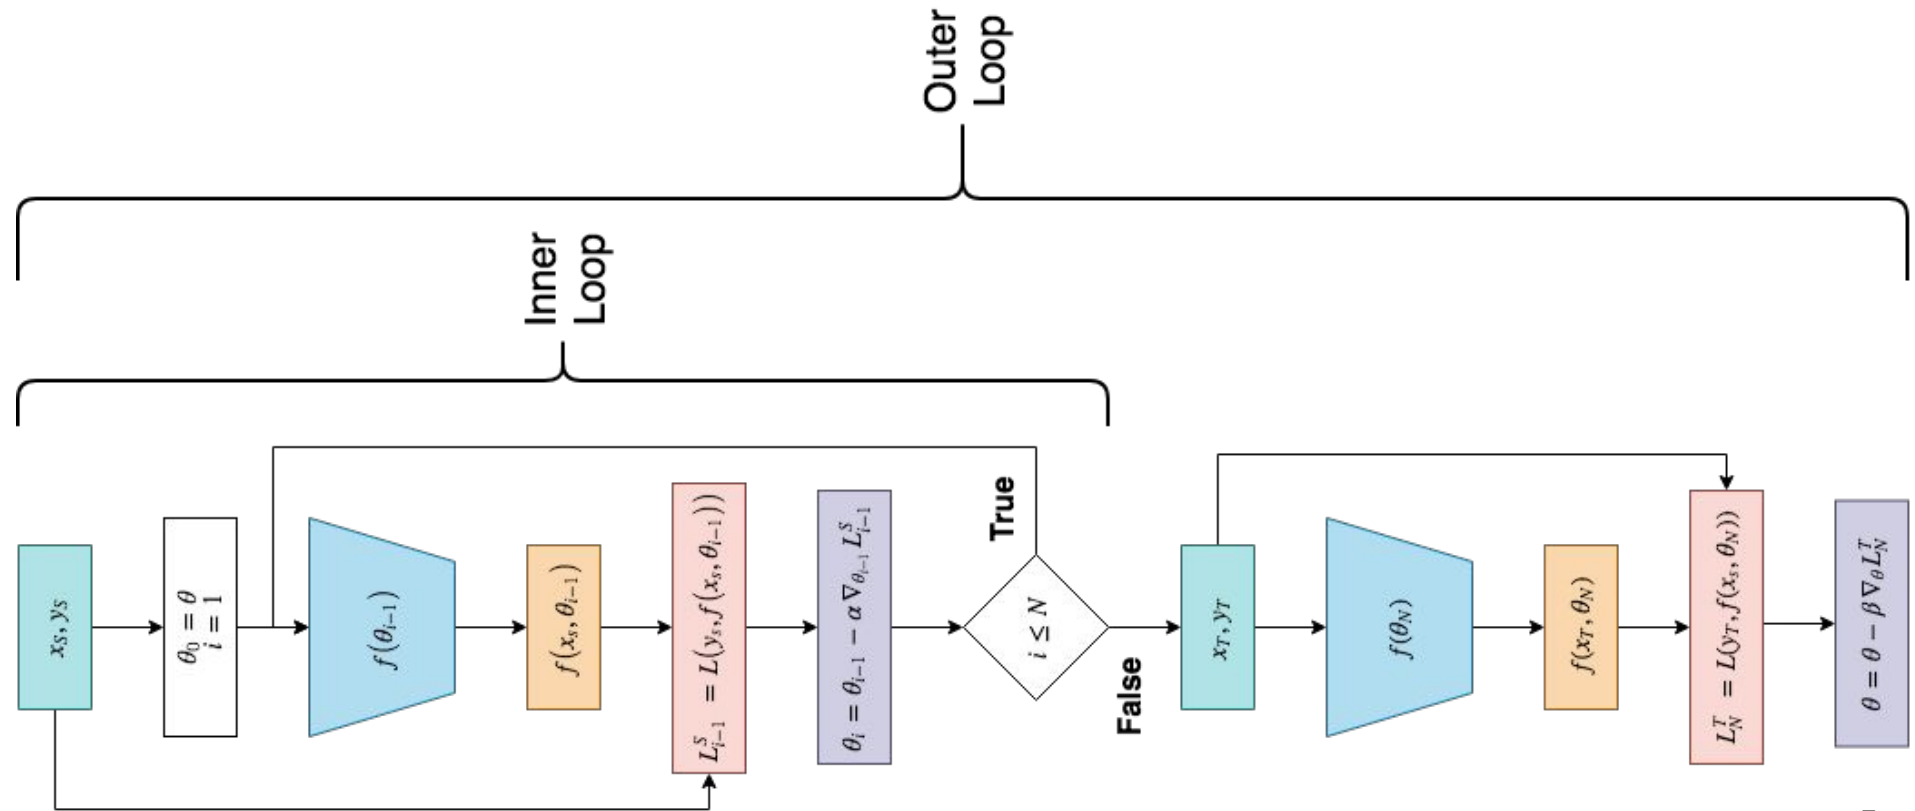 Outer
Loop
Inner
Loop
x_S, y_S
θ_0 = θ
i = 1
f(θ_{i−1})
f(x_s, θ_{i−1})
L^S_{i−1} = L(y_s, f(x_s, θ_{i−1}))
θ_i = θ_{i−1} − α ∇_{θ_{i−1}} L^S_{i−1}
i ≤ N
True
False
x_T, y_T
f(θ_N)
f(x_T, θ_N)
L^T_N = L(y_T, f(x_s, θ_N))
θ = θ − β ∇_θ L^T_N